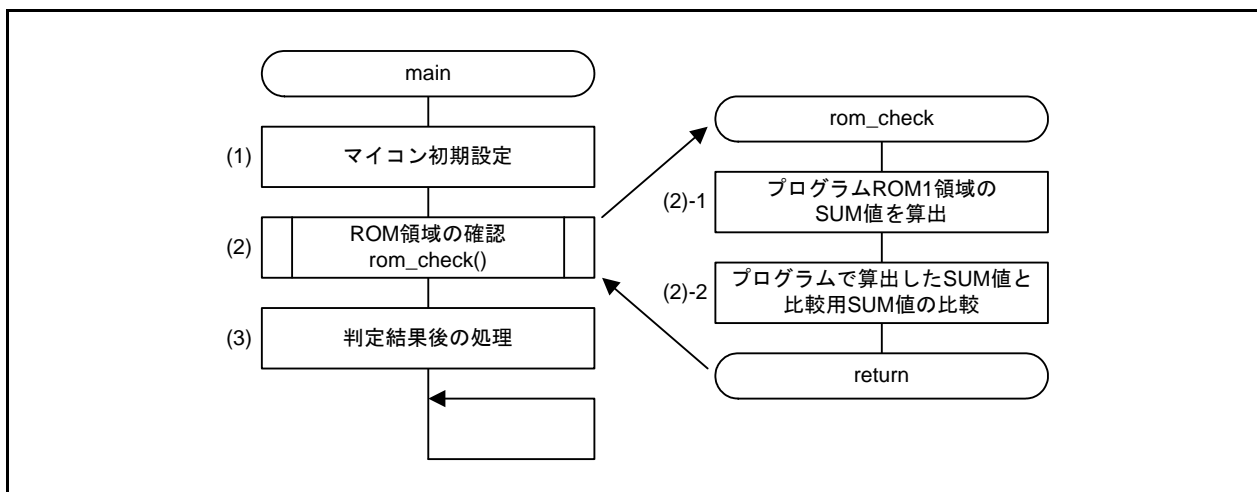 main
(1)
マイコン初期設定
(2)
ROM領域の確認
rom_check()
(3)
判定結果後の処理
rom_check
(2)-1
プログラムROM1領域の
SUM値を算出
(2)-2
プログラムで算出したSUM値と
比較用SUM値の比較
return